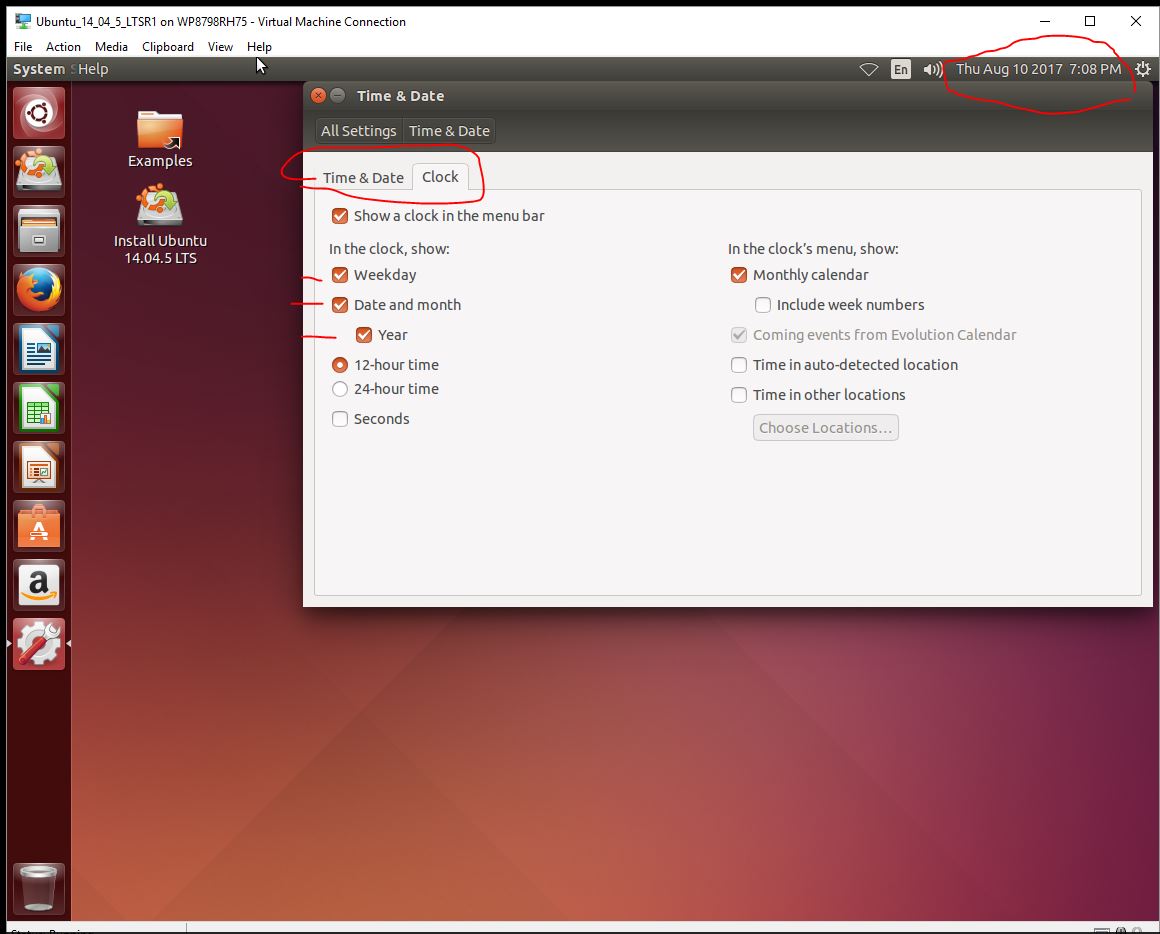 Ubuntu_14_04_5_LTSR1 on WP8798RH75 - Virtual Machine Connection
File Action Media Clipboard View Help
System Help En Thu Aug 10 2017 7:08 PM
Time & Date
All Settings Time & Date
Examples
Time & Date Clock
Install Ubuntu
14.04.5 LTS
Show a clock in the menu bar
In the clock, show: In the clock's menu, show:
Weekday Monthly calendar
Date and month Include week numbers
Year Coming events from Evolution Calendar
12-hour time Time in auto-detected location
24-hour time
Time in other locations
Seconds
Choose Locations...